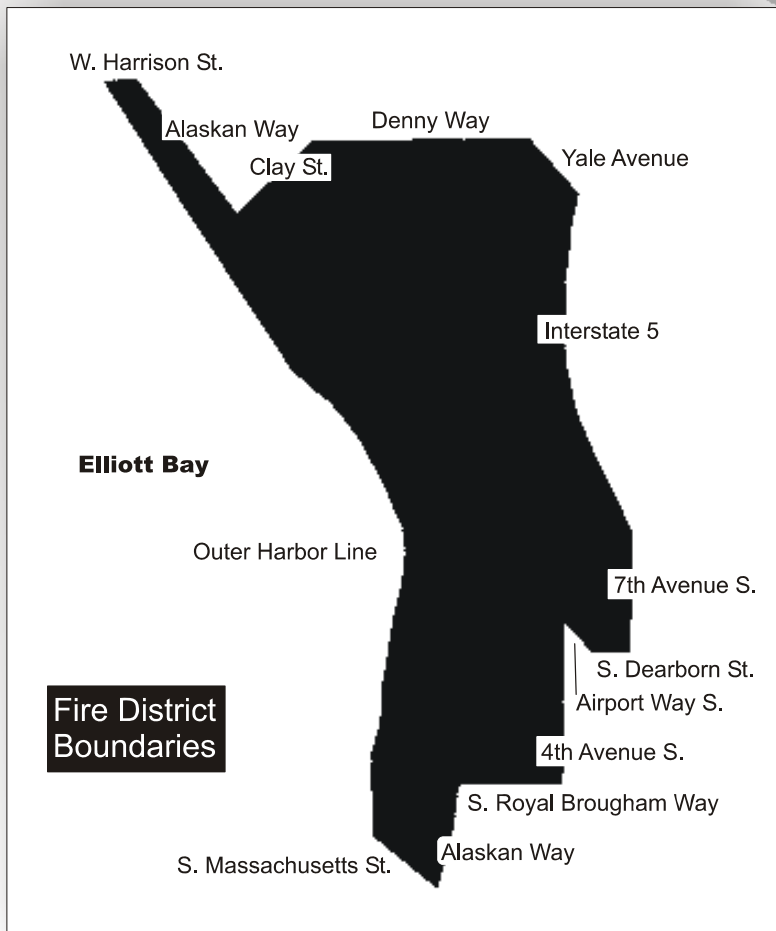 W. Harrison St.
Alaskan Way
Denny Way
Clay St.
Yale Avenue
Interstate 5
Elliott Bay
Outer Harbor Line
7th Avenue S.
S. Dearborn St.
Airport Way S.
Fire District
Boundaries
4th Avenue S.
S. Royal Brougham Way
Alaskan Way
S. Massachusetts St.